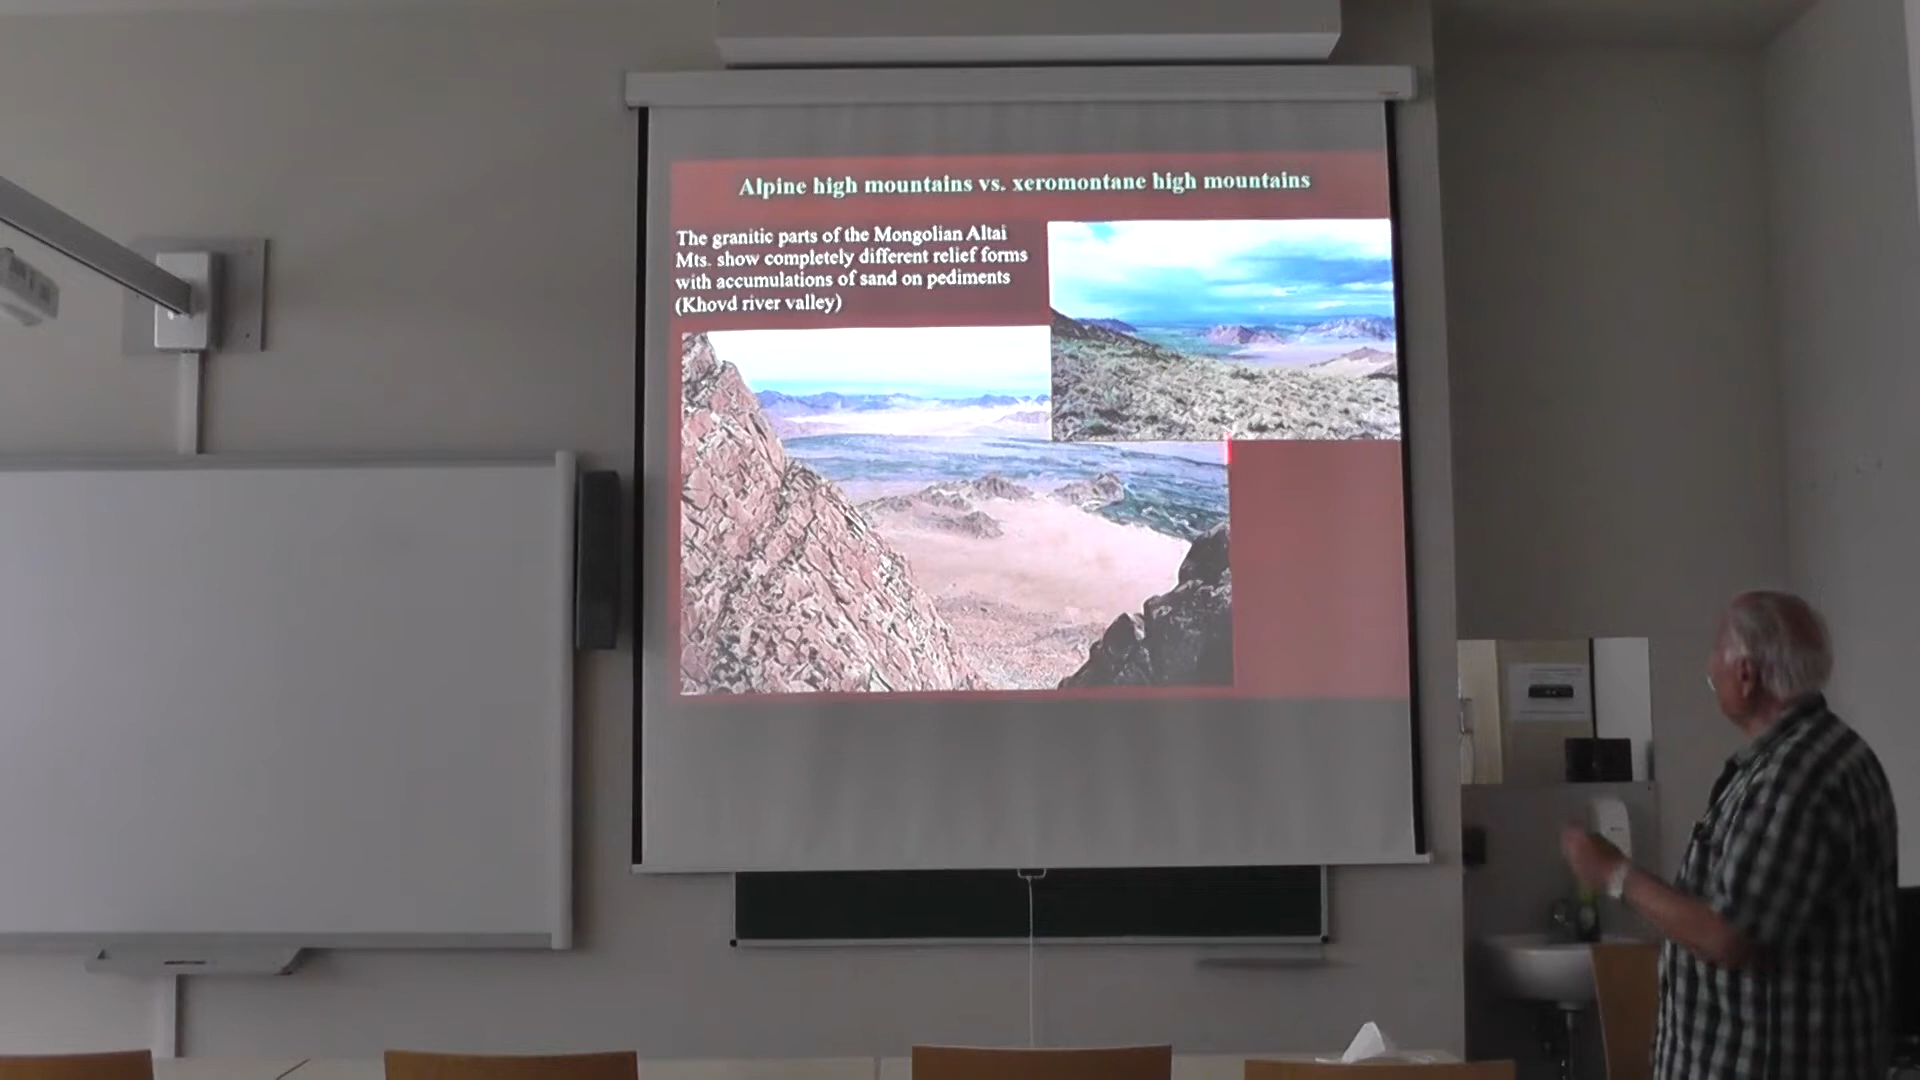 Alpine high mountains vs. xeromontane high mountains
The granitic parts of the Mongolian Altai
Mts. show completely different relief forms
with accumulations of sand on pediments
(Khovd river valley)